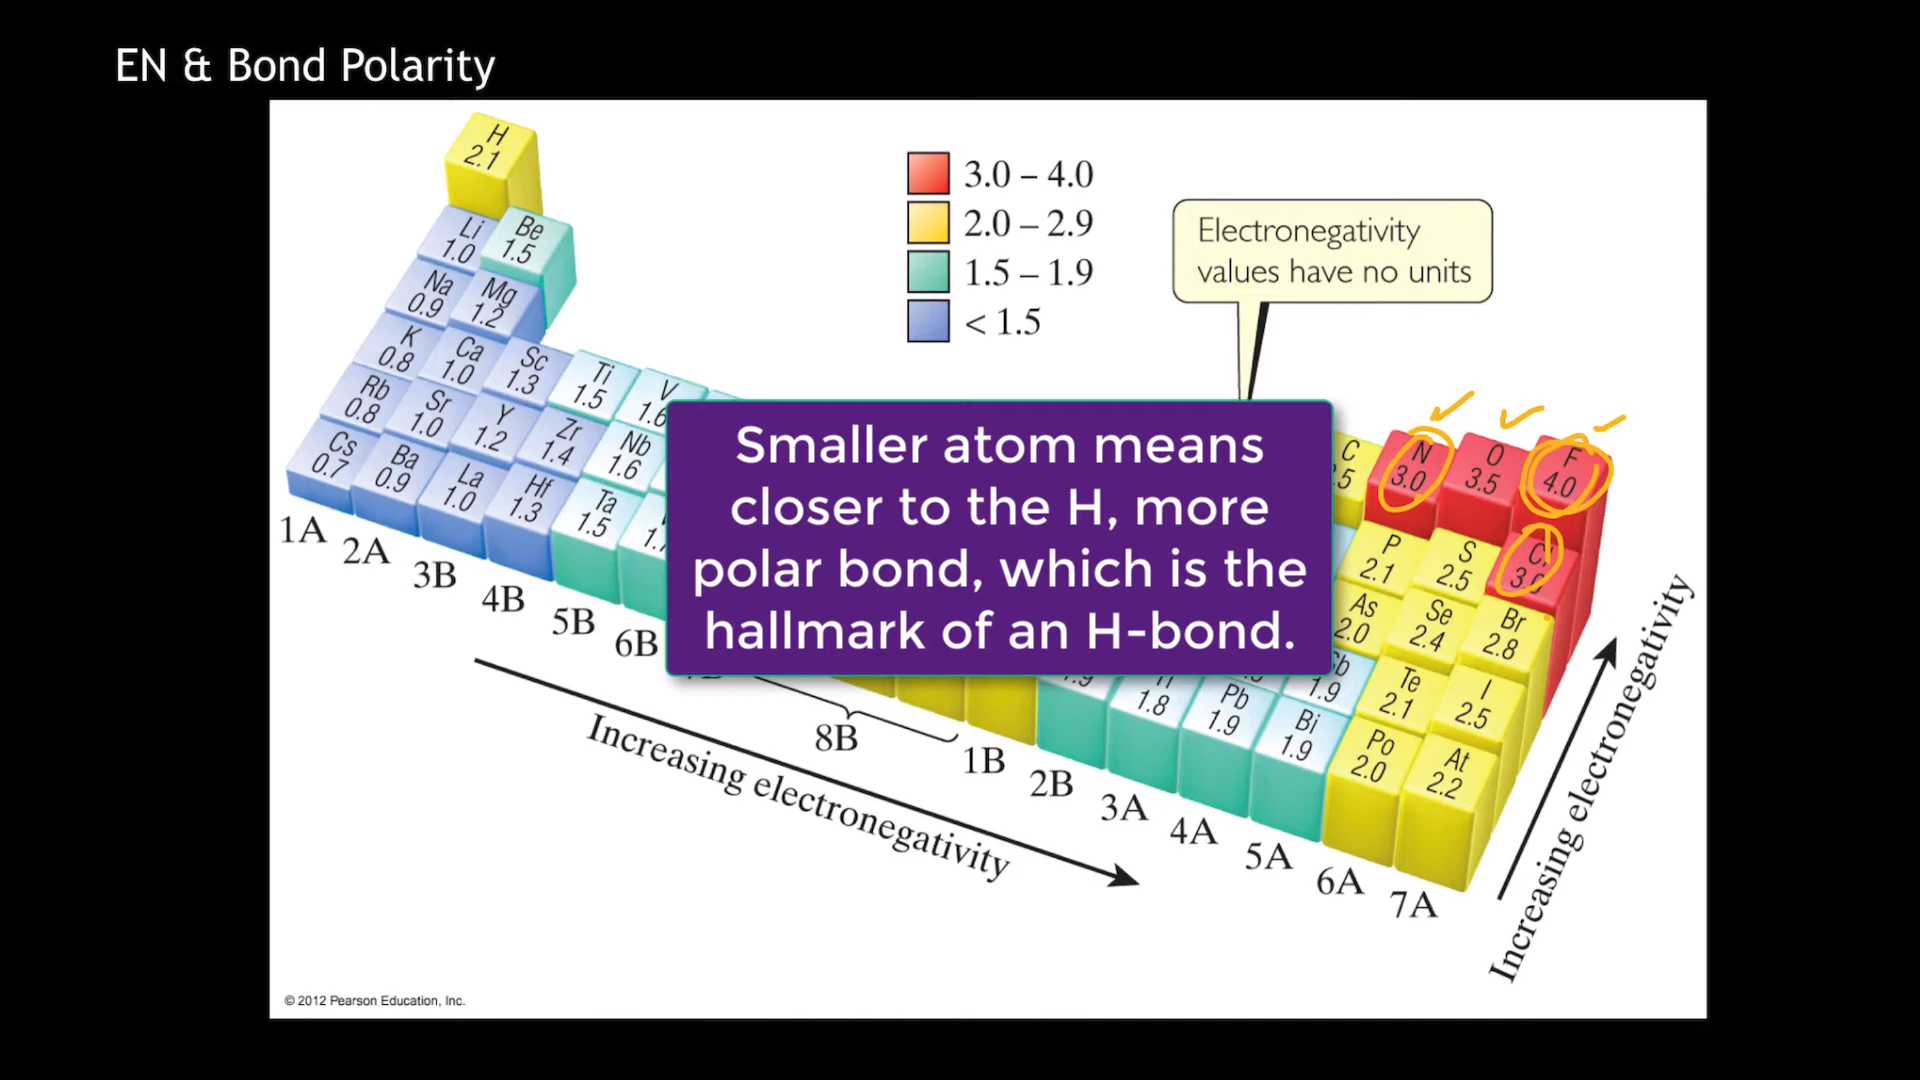 EN & Bond Polarity
H
2.1
3.0 – 4.0
2.0 – 2.9
1.5 – 1.9
< 1.5
Electronegativity
values have no units
Li
1.0
Be
1.5
Na
0.9
Mg
1.2
K
0.8
Ca
1.0
Sc
1.3
Ti
1.5
V
1.6
Rb
0.8
Sr
1.0
Y
1.2
Zr
1.4
Nb
1.6
Cs
0.7
Ba
0.9
La
1.0
Hf
1.3
Ta
1.5
Smaller atom means
closer to the H, more
polar bond, which is the
hallmark of an H-bond.
C
N
3.0
O
3.5
F
4.0
P
2.1
S
2.5
Cl
As
2.0
Se
2.4
Br
2.8
1.9
Te
2.1
I
2.5
1.8
Pb
1.9
Bi
1.9
Po
2.0
At
2.2
1A
2A
3B
4B
5B
6B
8B
1B
2B
3A
4A
5A
6A
7A
Increasing electronegativity
Increasing electronegativity
© 2012 Pearson Education, Inc.